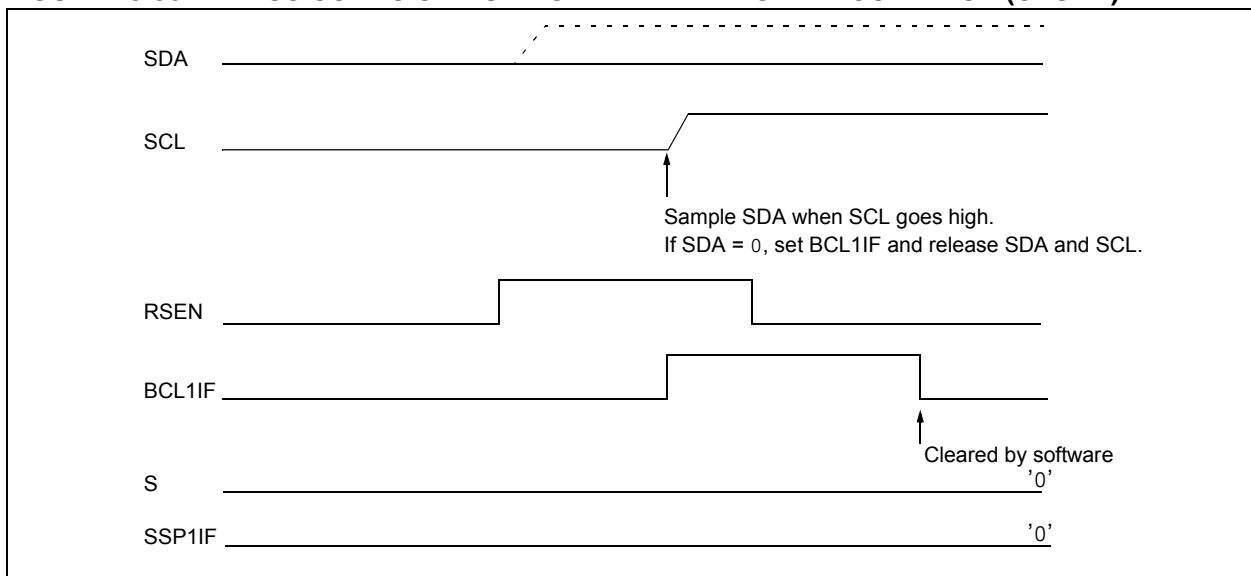 SDA
SCL
Sample SDA when SCL goes high.
If SDA = 0, set BCL1IF and release SDA and SCL.
RSEN
BCL1IF
Cleared by software
S
'0'
SSP1IF
'0'